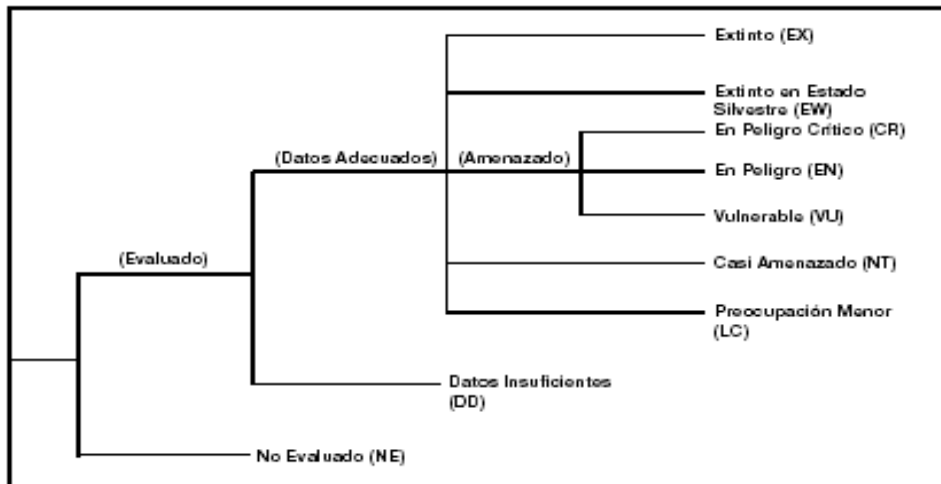 Extinto (EX)
Extinto en Estado
Silvestre (EW)
En Peligro Crítico (CR)
(Datos Adecuados)
(Amenazado)
En Peligro (EN)
Vulnerable (VU)
(Evaluado)
Casi Amenazado (NT)
Preocupación Menor
(LC)
Datos Insuficientes
(DD)
No Evaluado (NE)